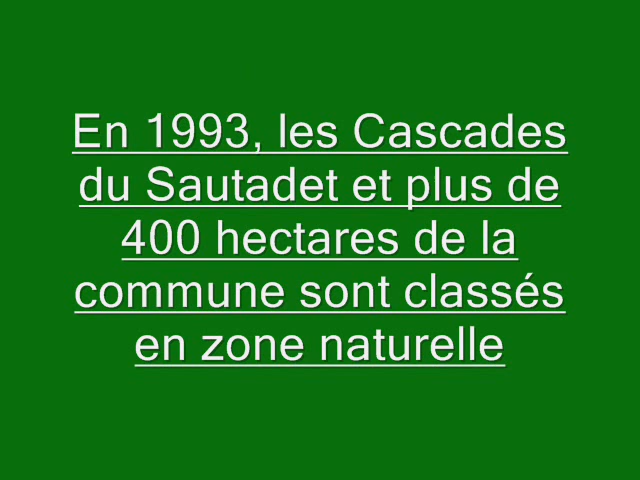 En 1993, les Cascades
du Sautadet et plus de
400 hectares de la
commune sont classés
en zone naturelle